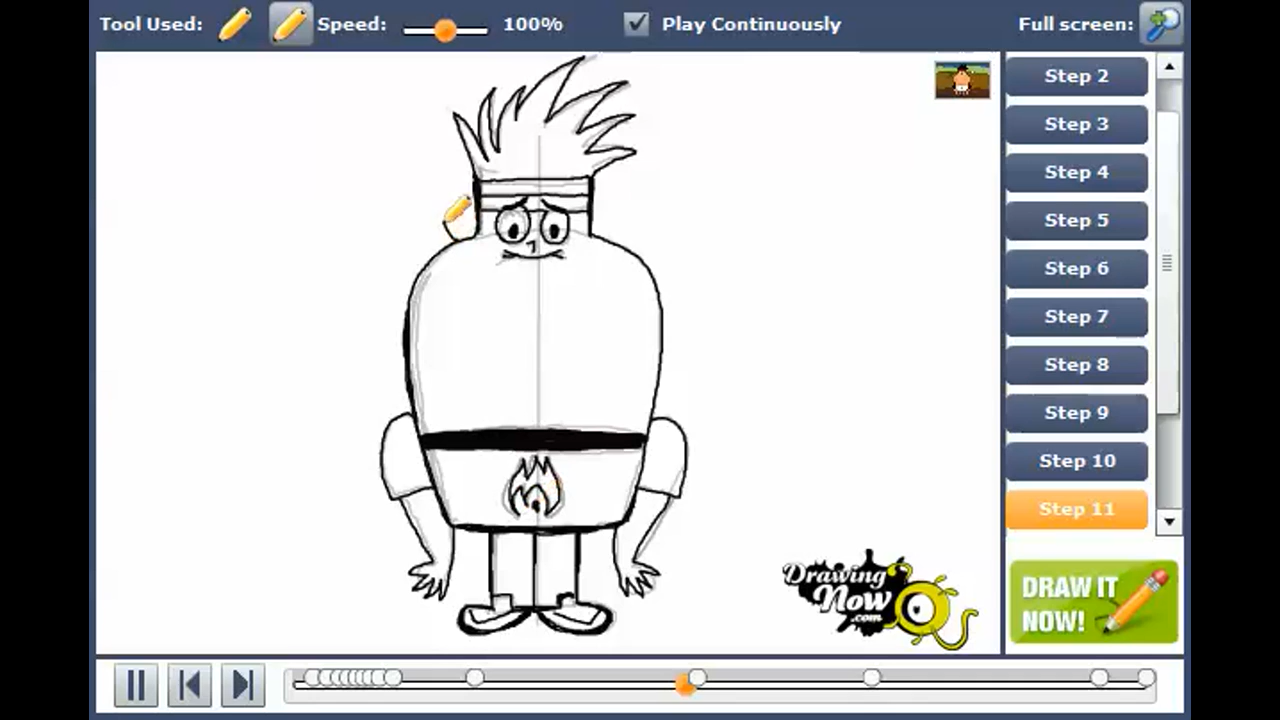 Tool Used: Speed: 100% Play Continuously Full screen:
Step 2
Step 3
Step 4
Step 5
Step 6
Step 7
Step 8
Step 9
Step 10
Step 11
Drawing
Now
.com
DRAW IT
NOW!